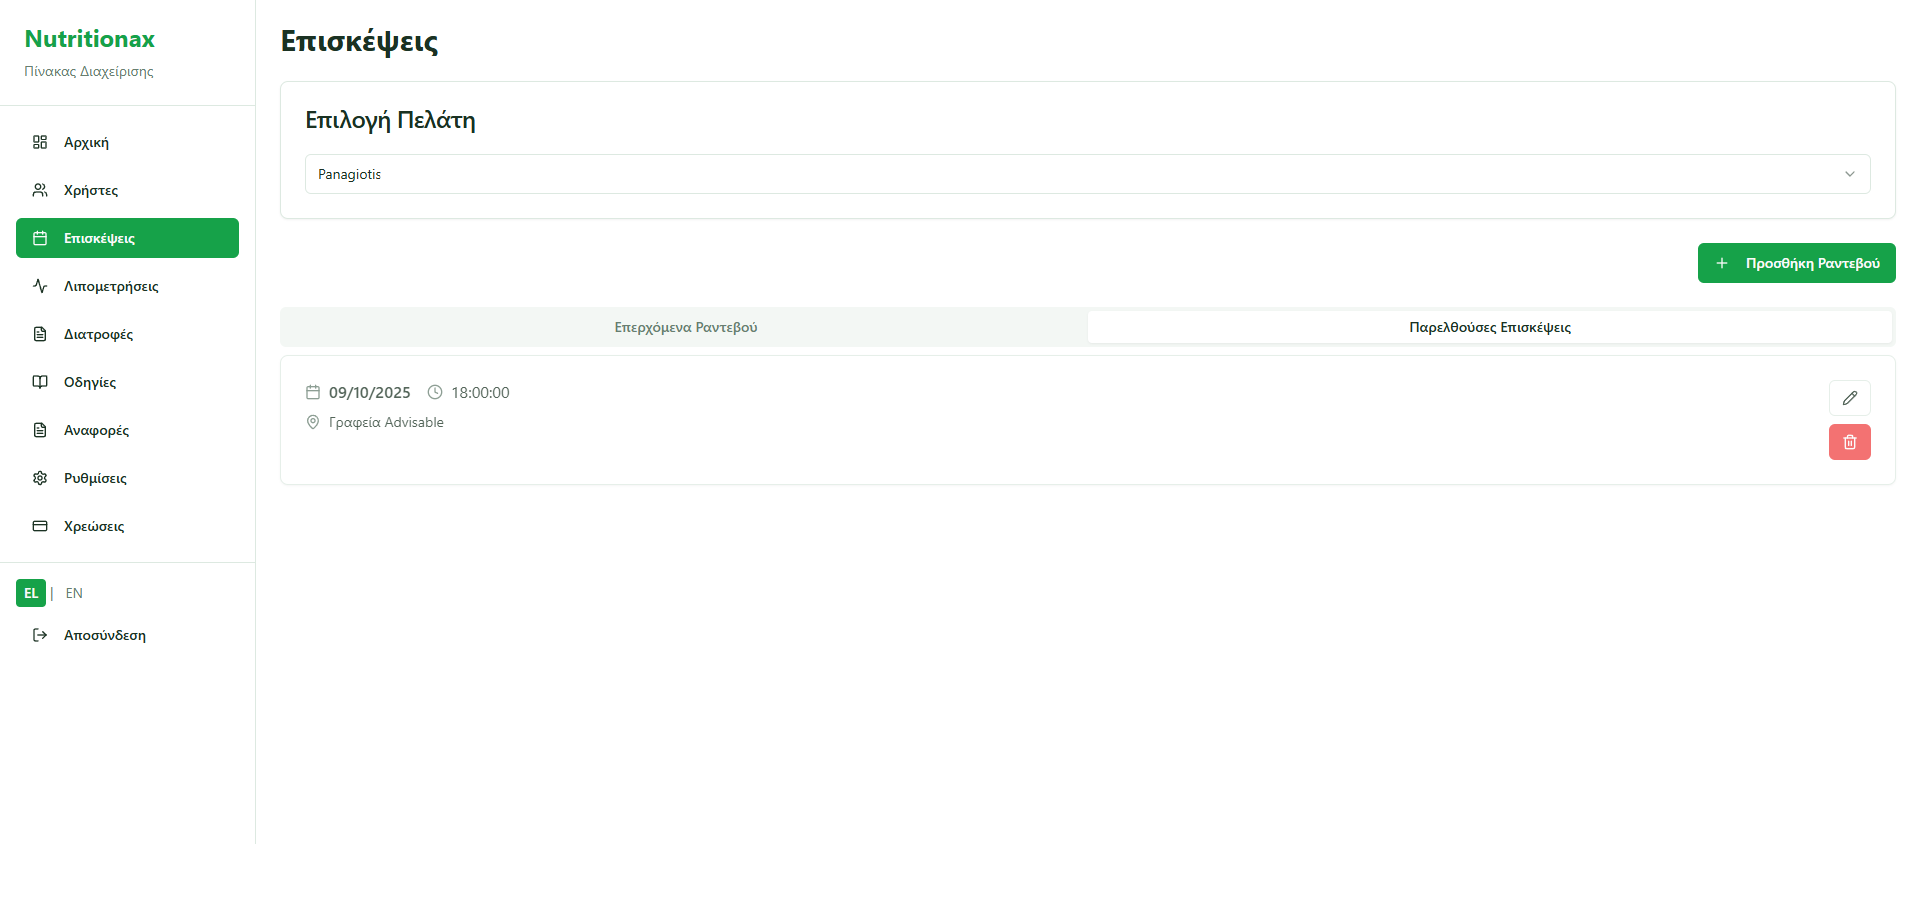 Nutritionax
Πίνακας Διαχείρισης
Αρχική
Χρήστες
Επισκέψεις
Λιπομετρήσεις
Διατροφές
Οδηγίες
Αναφορές
Ρυθμίσεις
Χρεώσεις
EL | EN
Αποσύνδεση
Επισκέψεις
Επιλογή Πελάτη
Panagiotis
Προσθήκη Ραντεβού
Επερχόμενα Ραντεβού
Παρελθούσες Επισκέψεις
09/10/2025 18:00:00
Γραφεία Advisable